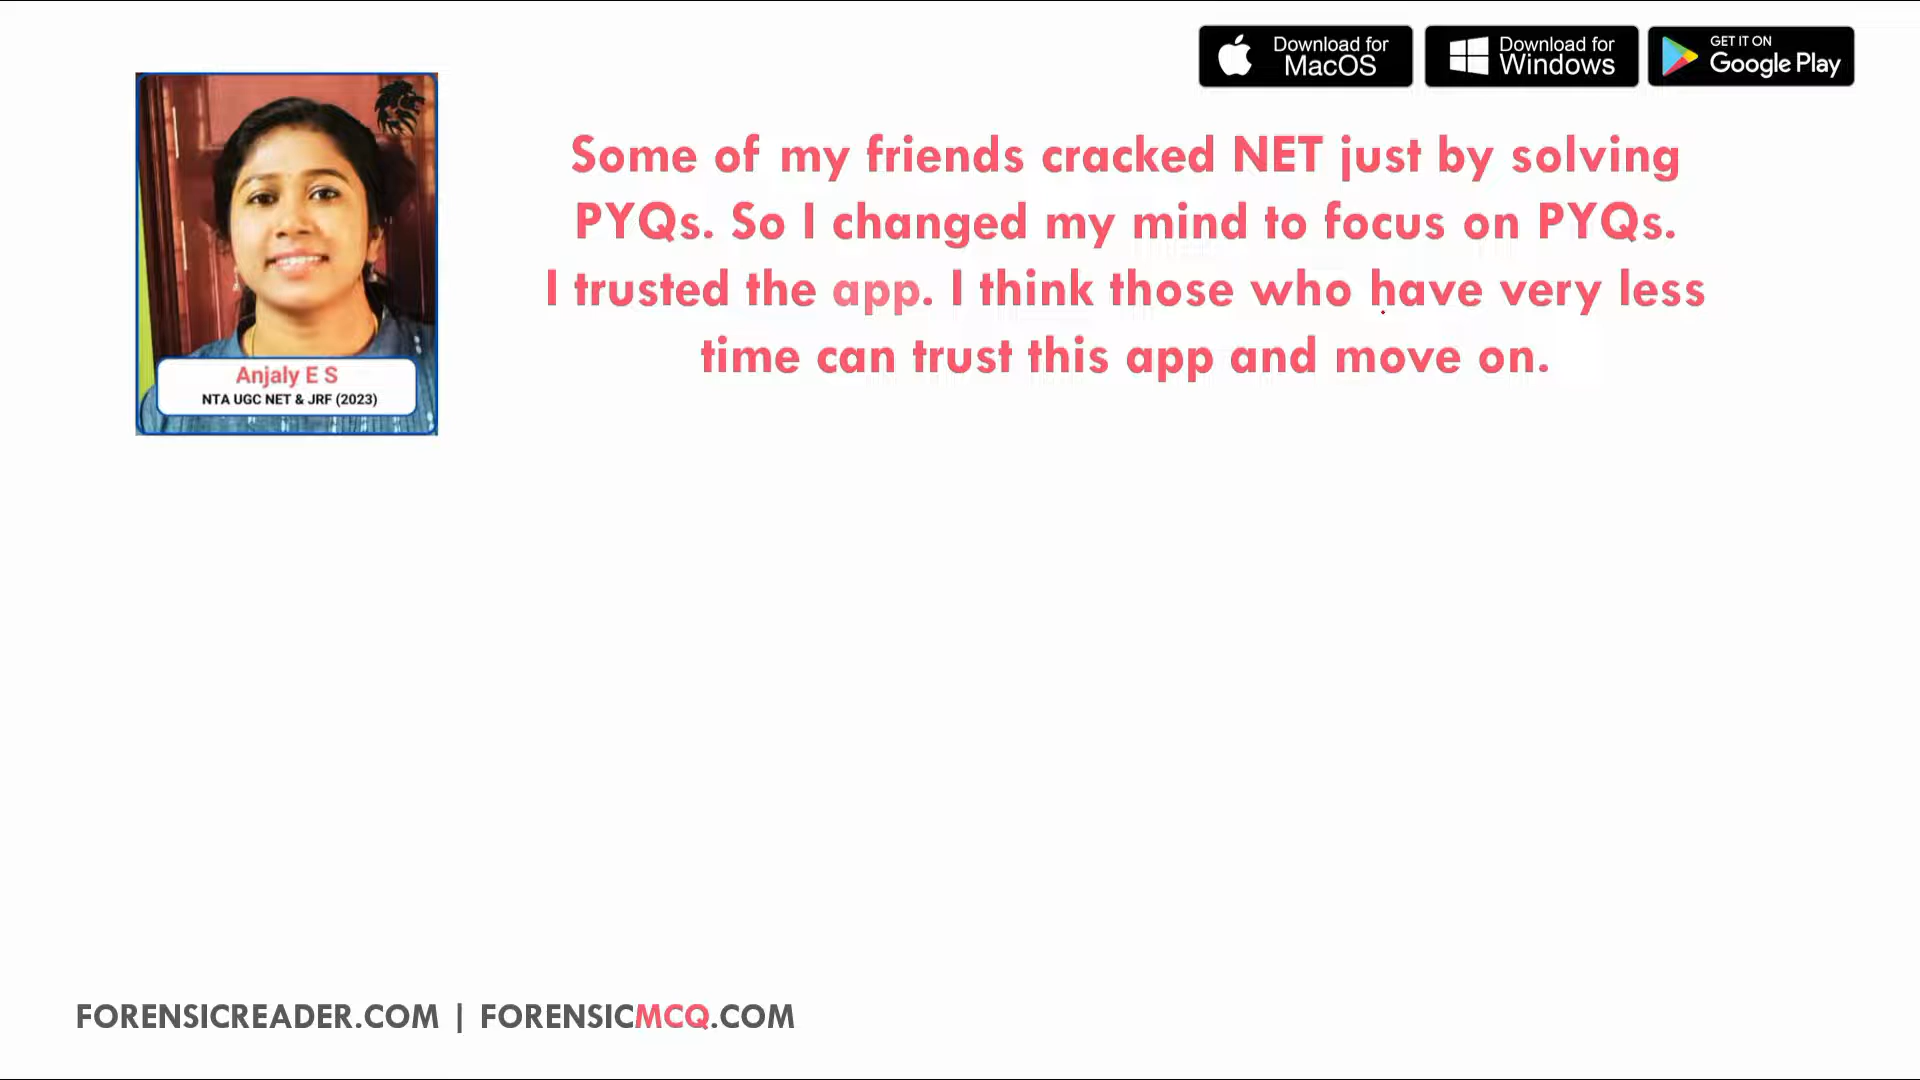 Download for
MacOS
Download for
Windows
GET IT ON
Google Play
Some of my friends cracked NET just by solving
PYQs. So I changed my mind to focus on PYQs.
I trusted the app. I think those who have very less
time can trust this app and move on.
Anjaly E S
NTA UGC NET & JRF (2023)
FORENSICREADER.COM | FORENSICMCQ.COM